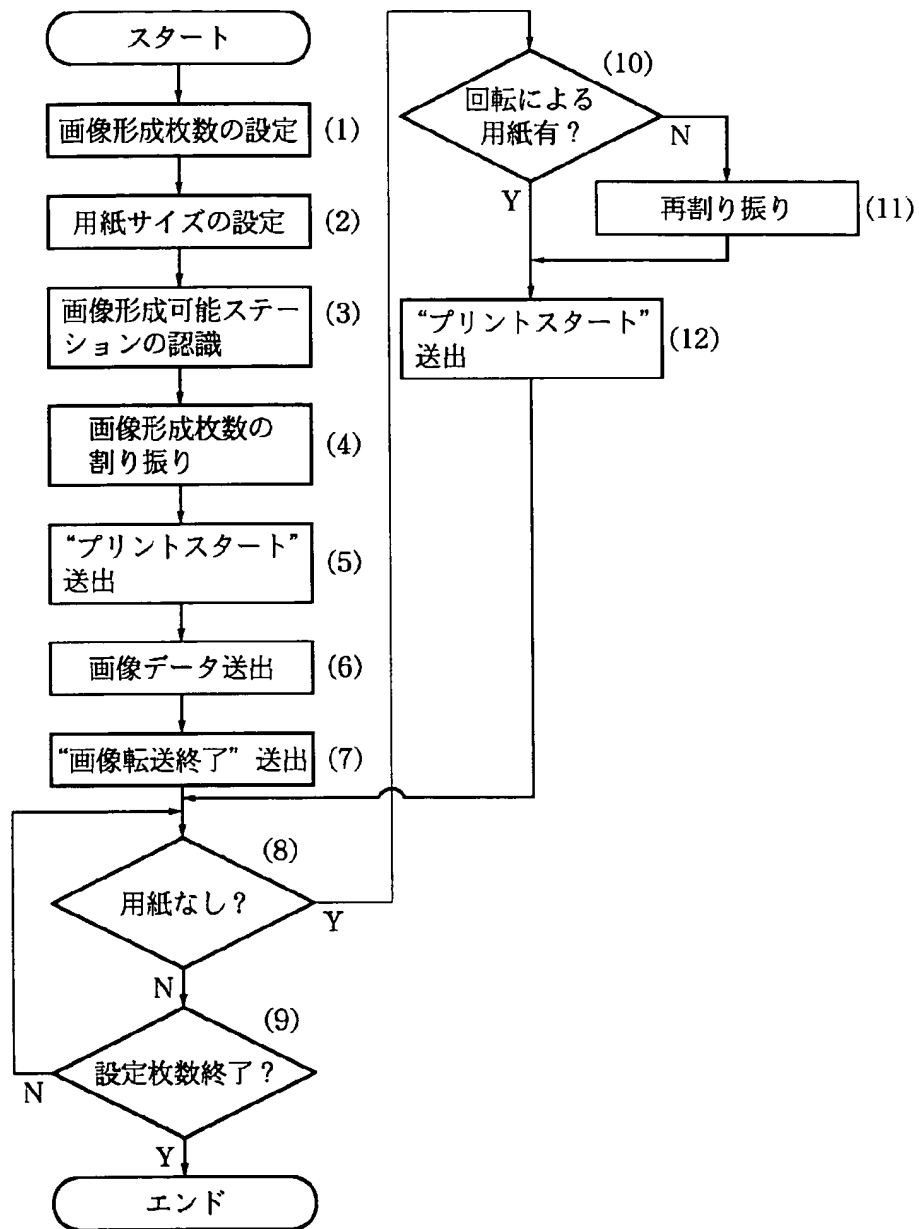 スタート
画像形成枚数の設定 (1)
用紙サイズの設定 (2)
画像形成可能ステー
ションの認識
(3)
画像形成枚数の
割り振り
(4)
“プリントスタート”
送出
(5)
画像データ送出 (6)
“画像転送終了” 送出 (7)
(8)
用紙なし?
Y
N
(9)
設定枚数終了?
N
Y
エンド
(10)
回転による
用紙有?
N
Y
再割り振り (11)
“プリントスタート”
送出
(12)